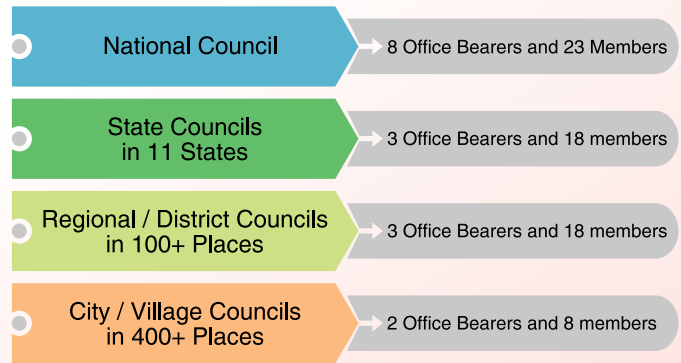 National Council
8 Office Bearers and 23 Members
State Councils
in 11 States
3 Office Bearers and 18 members
Regional / District Councils
in 100+ Places
3 Office Bearers and 18 members
City / Village Councils
in 400+ Places
2 Office Bearers and 8 members